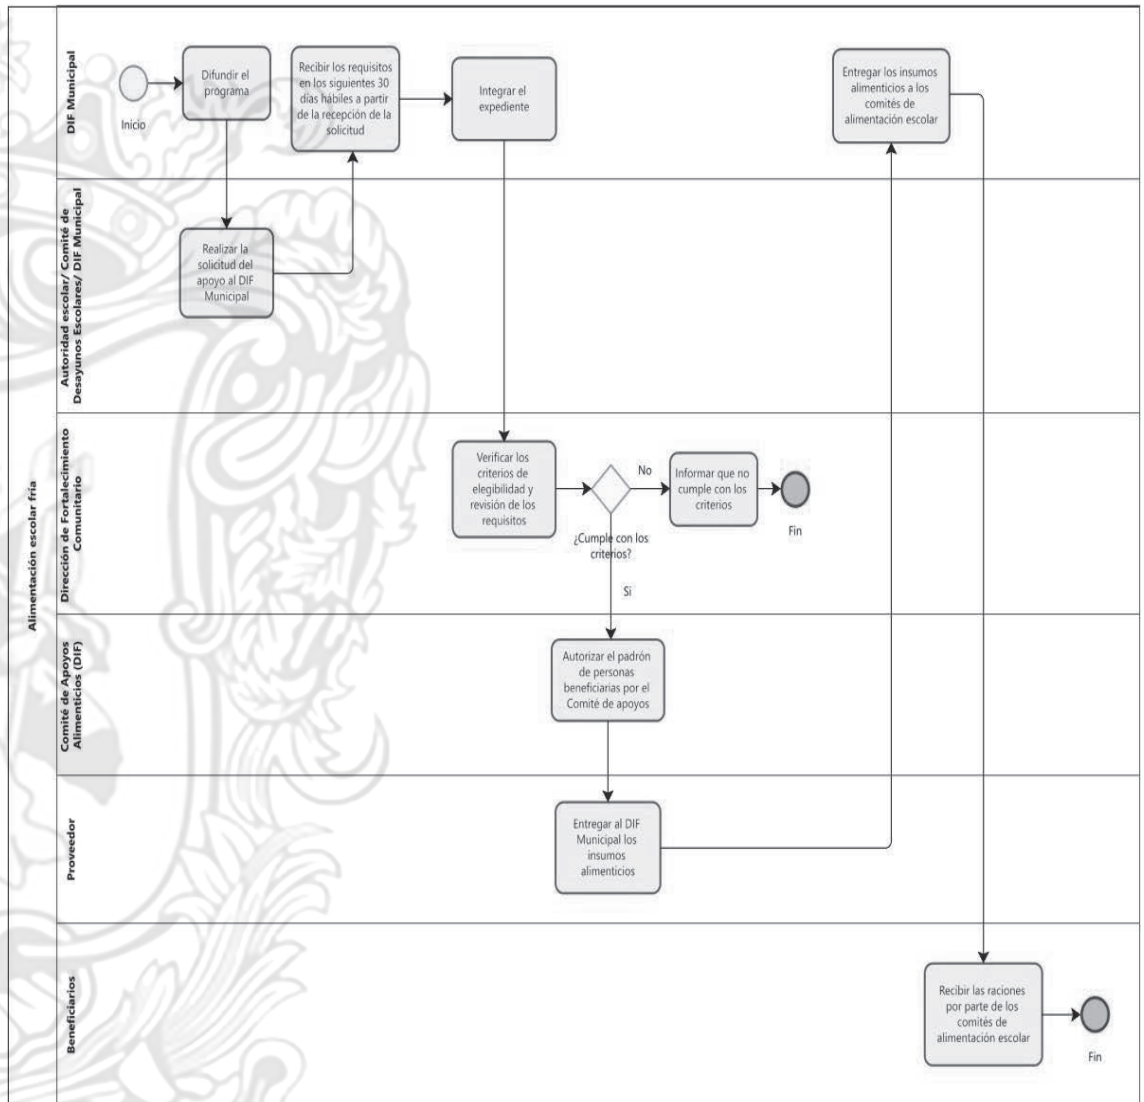 Alimentación escolar fría
DIF Municipal
Inicio
Difundir el
programa
Recibir los requisitos
en los siguientes 30
días hábiles a partir
de la recepción de la
solicitud
Integrar el
expediente
Entregar los insumos
alimenticios a los
comités de
alimentación escolar
Autoridad escolar/ Comité de
Desayunos Escolares/ DIF Municipal
Realizar la
solicitud del
apoyo al DIF
Municipal
Dirección de Fortalecimiento
Comunitario
Verificar los
criterios de
elegibilidad y
revisión de los
requisitos
¿Cumple con los
criterios?
No
Informar que no
cumple con los
criterios
Fin
Si
Comité de Apoyos
Alimenticios (DIF)
Autorizar el padrón
de personas
beneficiarias por el
Comité de apoyos
Proveedor
Entregar al DIF
Municipal los
insumos
alimenticios
Beneficiarios
Recibir las raciones
por parte de los
comités de
alimentación escolar
Fin